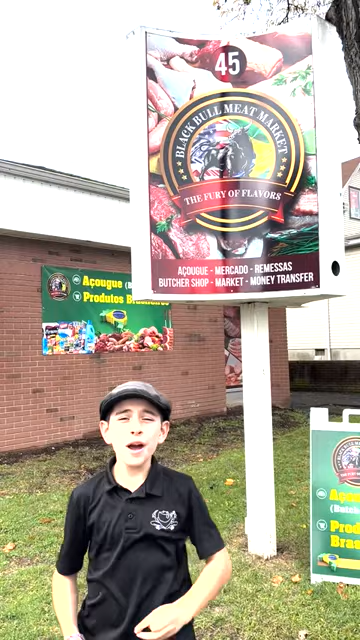 45
BLACK BULL MEAT MARKET
THE FURY OF FLAVORS
AÇOUGUE - MERCADO - REMESSAS
BUTCHER SHOP - MARKET - MONEY TRANSFER
Açougue
Produtos Brasileiros
Prod
Bras